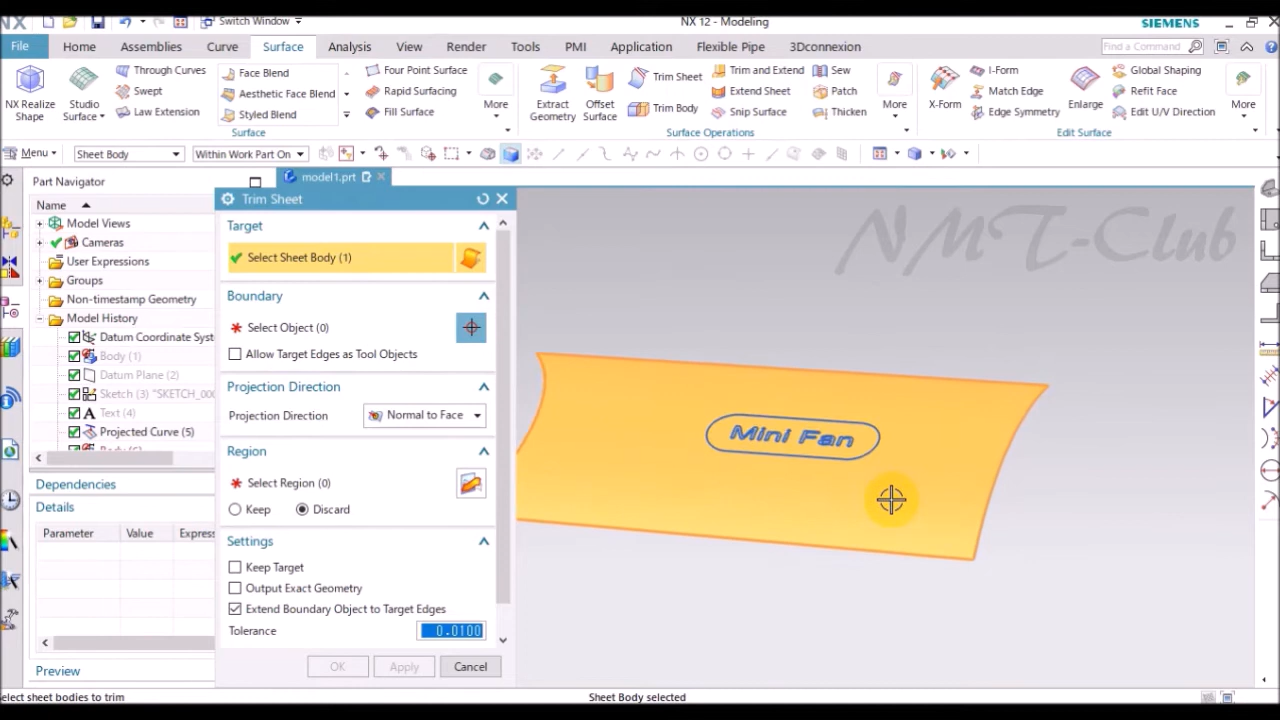 NX
Switch Window
NX 12 - Modeling
SIEMENS
File
Home
Assemblies
Curve
Surface
Analysis
View
Render
Tools
PMI
Application
Flexible Pipe
3Dconnexion
Find a Command
NX Realize Shape
Studio Surface
Through Curves
Swept
Law Extension
Face Blend
Aesthetic Face Blend
Styled Blend
Four Point Surface
Rapid Surfacing
Fill Surface
More
Surface
Extract Geometry
Offset Surface
Trim Sheet
Trim Body
Trim and Extend
Extend Sheet
Snip Surface
Sew
Patch
Thicken
More
Surface Operations
X-Form
I-Form
Match Edge
Edge Symmetry
Enlarge
Global Shaping
Refit Face
Edit U/V Direction
More
Edit Surface
Menu
Sheet Body
Within Work Part On
Part Navigator
model1.prt
Name
Model Views
Cameras
User Expressions
Groups
Non-timestamp Geometry
Model History
Datum Coordinate Syst
Body (1)
Datum Plane (2)
Sketch (3) "SKETCH_000
Text (4)
Projected Curve (5)
Dependencies
Details
Parameter
Value
Express
Preview
Trim Sheet
Target
Select Sheet Body (1)
Boundary
Select Object (0)
Allow Target Edges as Tool Objects
Projection Direction
Projection Direction
Normal to Face
Region
Select Region (0)
Keep
Discard
Settings
Keep Target
Output Exact Geometry
Extend Boundary Object to Target Edges
Tolerance
0.0100
OK
Apply
Cancel
NMT-Club
Mini Fan
elect sheet bodies to trim
Sheet Body selected